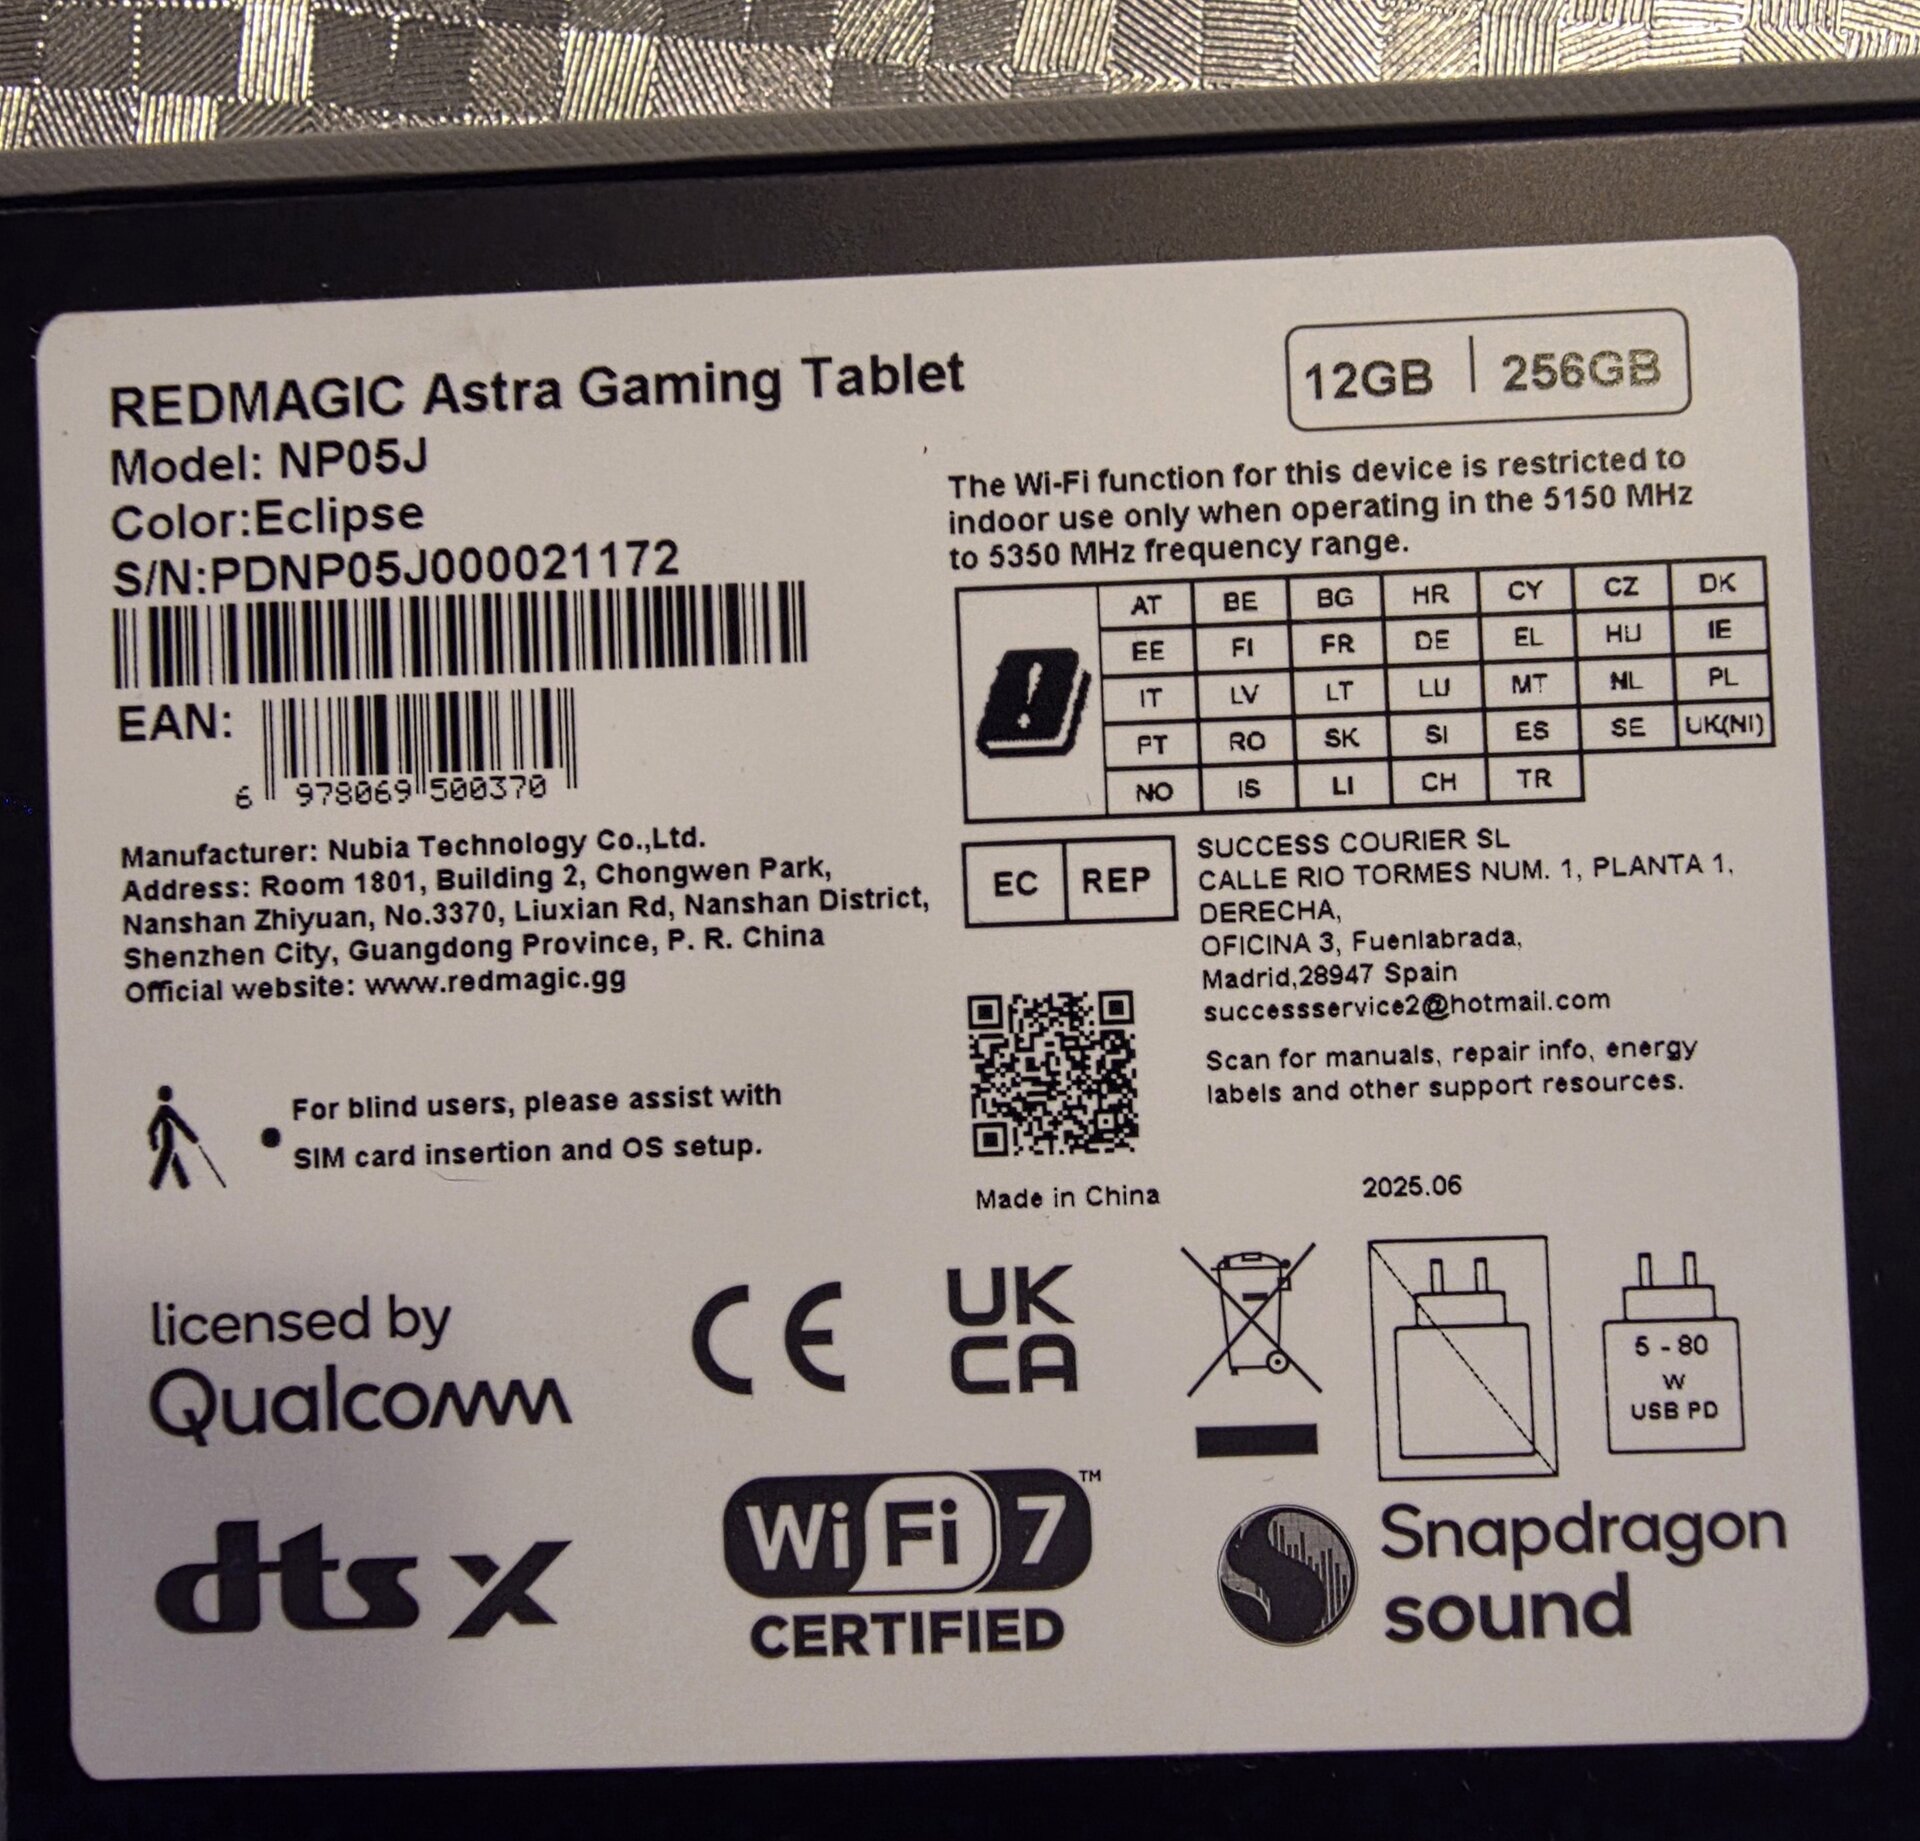 REDMAGIC Astra Gaming Tablet
12GB | 256GB
Model: NP05J
Color:Eclipse
S/N:PDNP05J000021172
EAN:
6 978069 500370
Manufacturer: Nubia Technology Co.,Ltd.
Address: Room 1801, Building 2, Chongwen Park,
Nanshan Zhiyuan, No.3370, Liuxian Rd, Nanshan District,
Shenzhen City, Guangdong Province, P. R. China
Official website: www.redmagic.gg
For blind users, please assist with
SIM card insertion and OS setup.
The Wi-Fi function for this device is restricted to
indoor use only when operating in the 5150 MHz
to 5350 MHz frequency range.
AT BE BG HR CY CZ DK
EE FI FR DE EL HU IE
IT LV LT LU MT NL PL
PT RO SK SI ES SE UK(NI)
NO IS LI CH TR
EC REP
SUCCESS COURIER SL
CALLE RIO TORMES NUM. 1, PLANTA 1,
DERECHA,
OFICINA 3, Fuenlabrada,
Madrid,28947 Spain
successservice2@hotmail.com
Scan for manuals, repair info, energy
labels and other support resources.
Made in China
2025.06
licensed by
Qualcomm
CE
UK
CA
5 - 80
W
USB PD
dts x
WiFi 7™
CERTIFIED
Snapdragon
sound